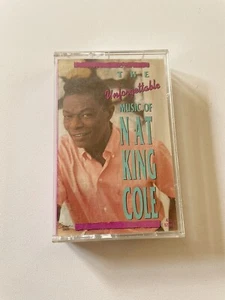 THE
Unforgettable
MUSIC OF
NAT
KING
COLE